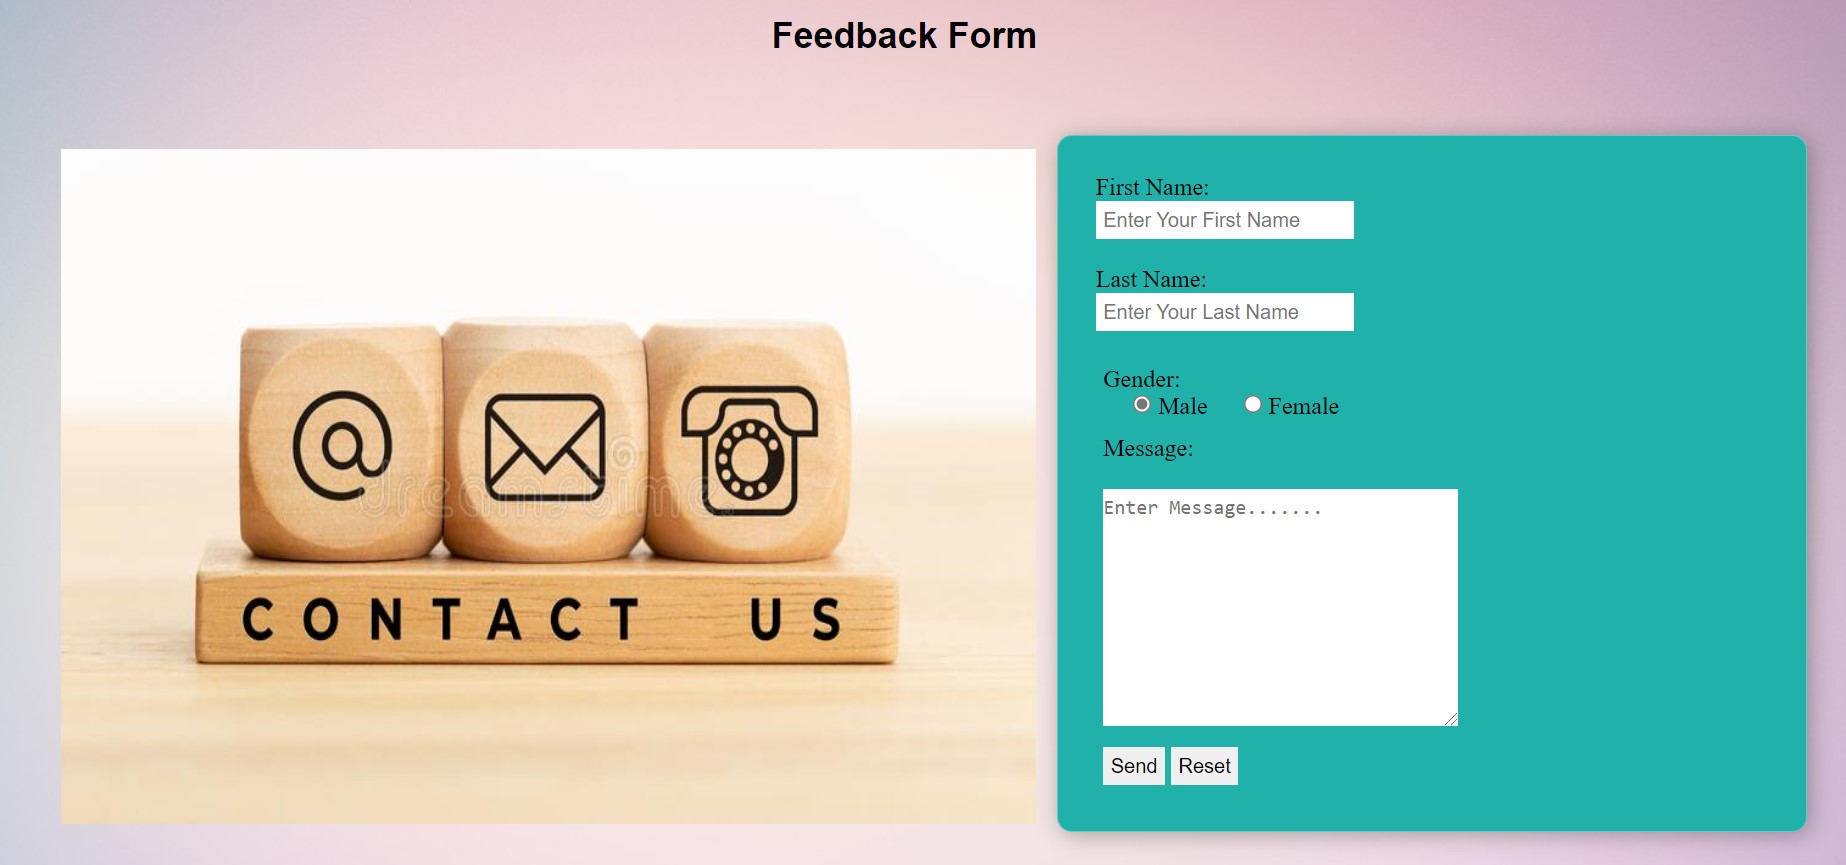 Feedback Form
@
dreamstime.
CONTACT US
First Name:
Enter Your First Name
Last Name:
Enter Your Last Name
Gender:
Male Female
Message:
Enter Message.......
Send Reset